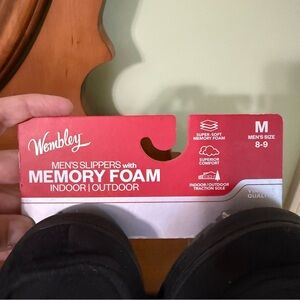 Wembley
MEN'S SLIPPERS with
MEMORY FOAM
INDOOR | OUTDOOR
SUPER-SOFT
MEMORY FOAM
SUPERIOR
COMFORT
INDOOR/OUTDOOR
TRACTION SOLE
M
MEN'S SIZE
8-9